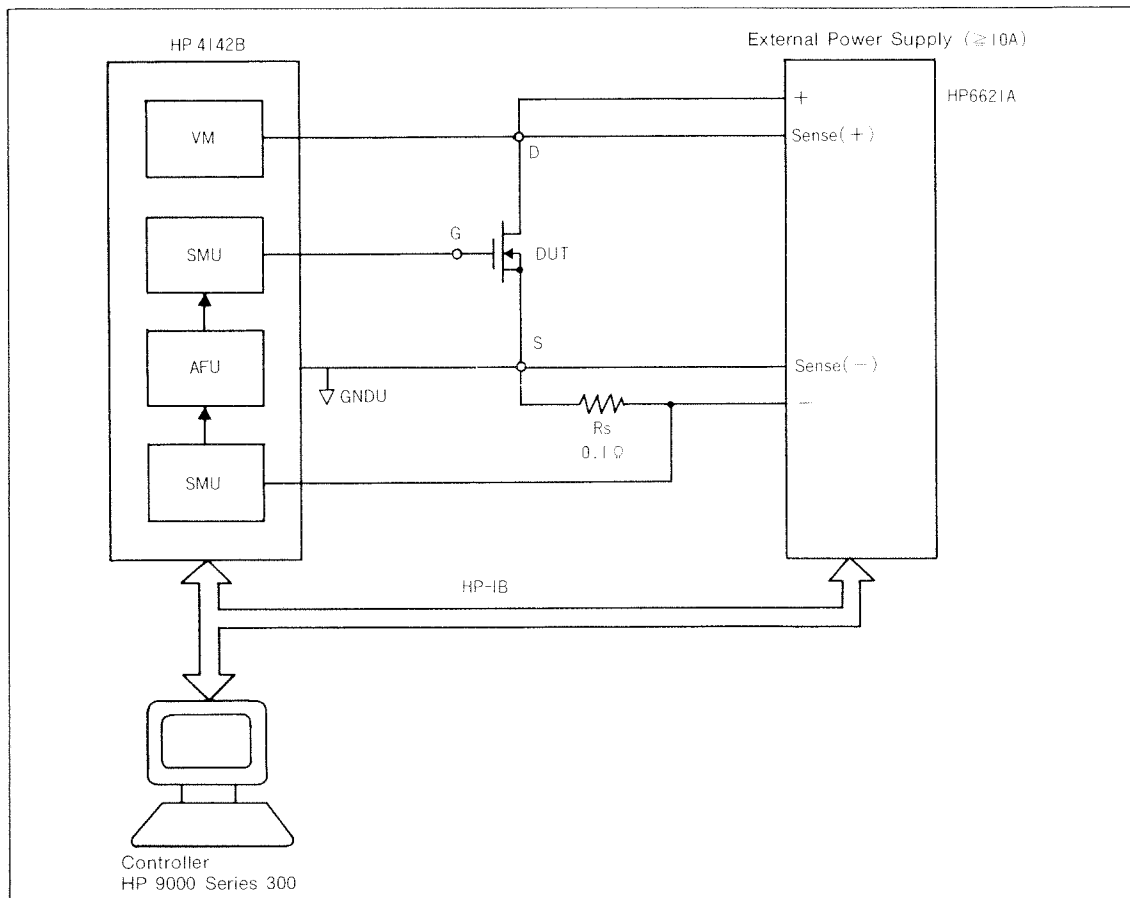 HP 4142B
External Power Supply (≧10A)
HP6621A
VM
+
Sense(+)
D
SMU
G
DUT
AFU
S
Sense(−)
GNDU
−
Rs
0.1Ω
SMU
HP-IB
Controller
HP 9000 Series 300